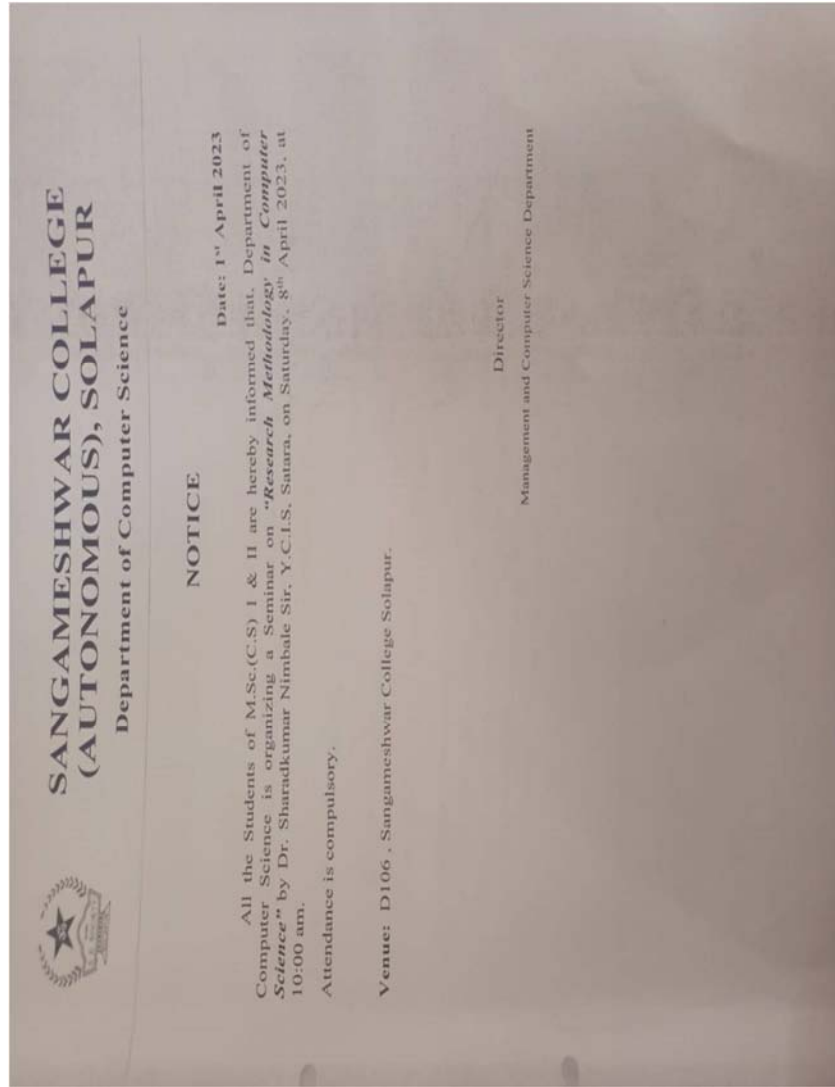 SANGAMESHWAR COLLEGE
(AUTONOMOUS), SOLAPUR
Department of Computer Science
NOTICE
Date: 1st April 2023
All the Students of M.Sc.(C.S) I & II are hereby informed that, Department of
Computer Science is organizing a Seminar on "Research Methodology in Computer
Science" by Dr. Sharadkumar Nimbale Sir, Y.C.I.S. Satara, on Saturday, 8th April 2023, at
10:00 am.
Attendance is compulsory.
Venue: D106 , Sangameshwar College Solapur.
Director
Management and Computer Science Department